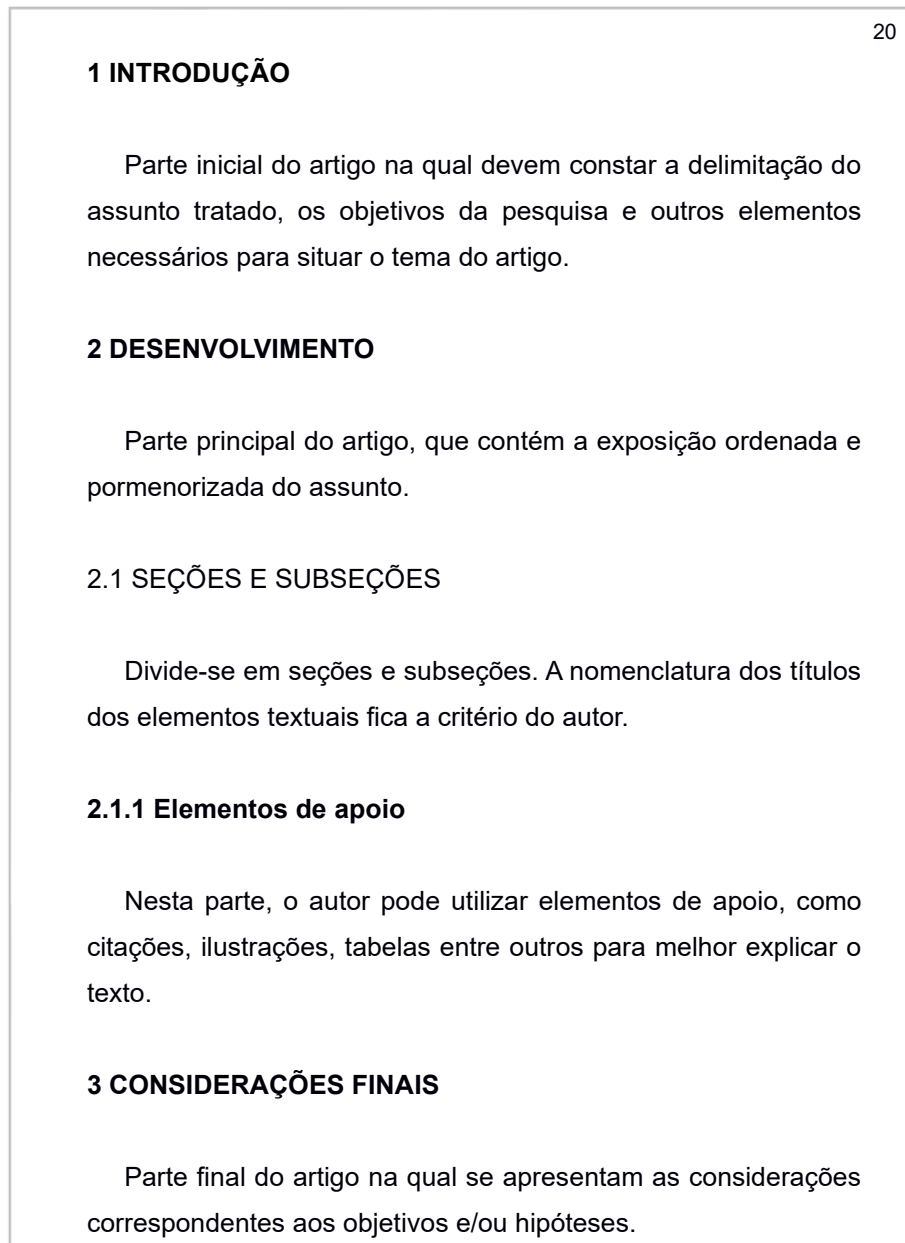 20
1 INTRODUÇÃO
Parte inicial do artigo na qual devem constar a delimitação do
assunto tratado, os objetivos da pesquisa e outros elementos
necessários para situar o tema do artigo.
2 DESENVOLVIMENTO
Parte principal do artigo, que contém a exposição ordenada e
pormenorizada do assunto.
2.1 SEÇÕES E SUBSEÇÕES
Divide-se em seções e subseções. A nomenclatura dos títulos
dos elementos textuais fica a critério do autor.
2.1.1 Elementos de apoio
Nesta parte, o autor pode utilizar elementos de apoio, como
citações, ilustrações, tabelas entre outros para melhor explicar o
texto.
3 CONSIDERAÇÕES FINAIS
Parte final do artigo na qual se apresentam as considerações
correspondentes aos objetivos e/ou hipóteses.